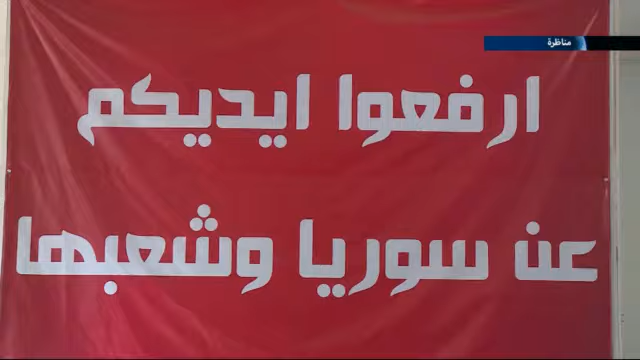 مناظرة
ارفعوا ايديكم
عن سوريا وشعبها